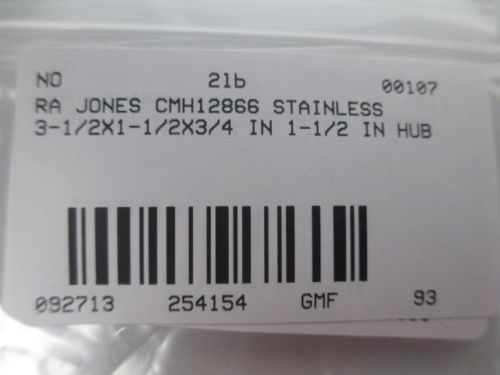 NO 21b 00107
RA JONES CMH12866 STAINLESS
3-1/2X1-1/2X3/4 IN 1-1/2 IN HUB
092713 254154 GMF 93